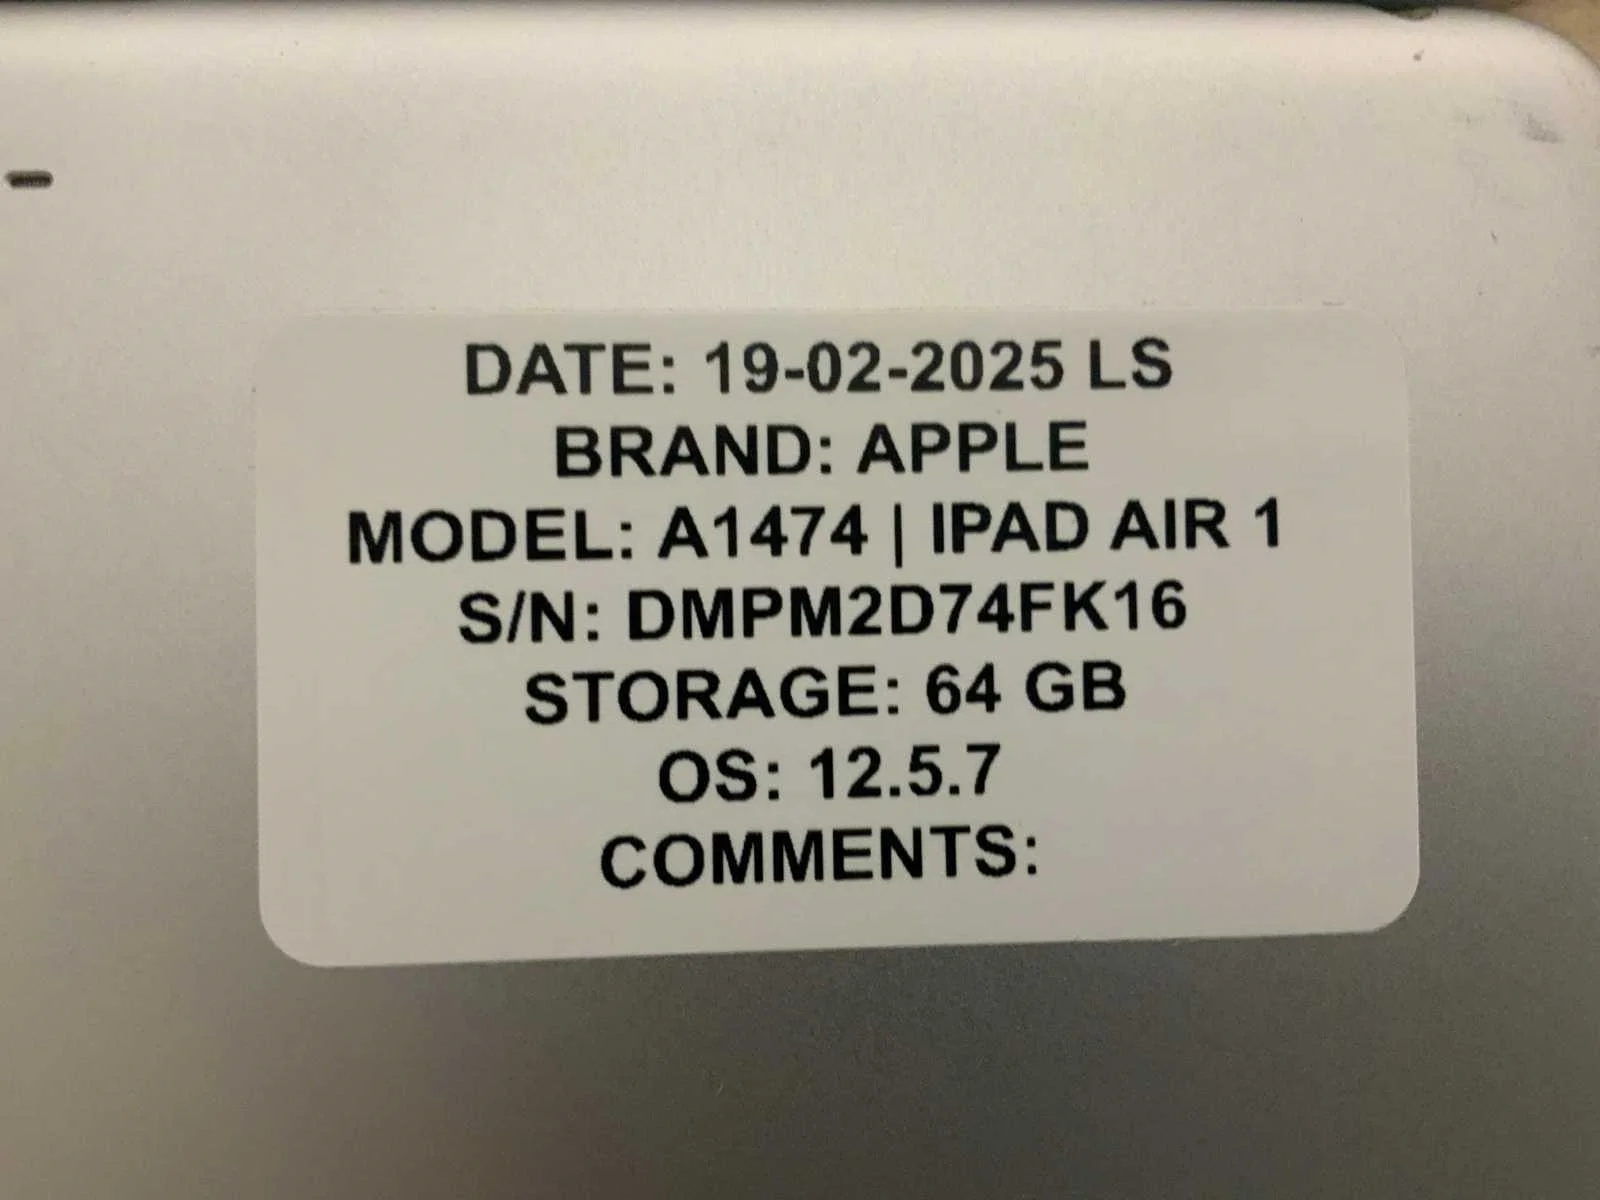 DATE: 19-02-2025 LS
BRAND: APPLE
MODEL: A1474 | IPAD AIR 1
S/N: DMPM2D74FK16
STORAGE: 64 GB
OS: 12.5.7
COMMENTS: